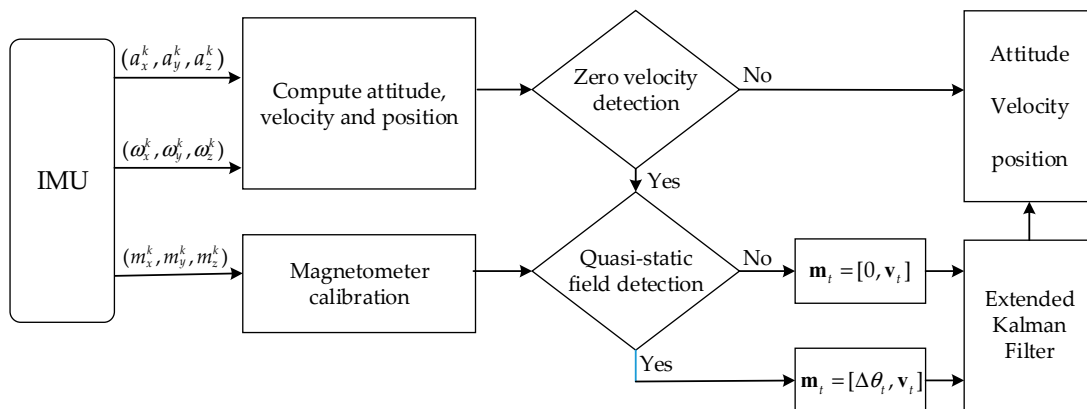 IMU
(a_x^k, a_y^k, a_z^k)
(ω_x^k, ω_y^k, ω_z^k)
(m_x^k, m_y^k, m_z^k)
Compute attitude,
velocity and position
Magnetometer
calibration
Zero velocity
detection
No
Yes
Quasi-static
field detection
No
Yes
m_t = [0, v_t]
m_t = [Δθ_t, v_t]
Attitude
Velocity
position
Extended
Kalman
Filter